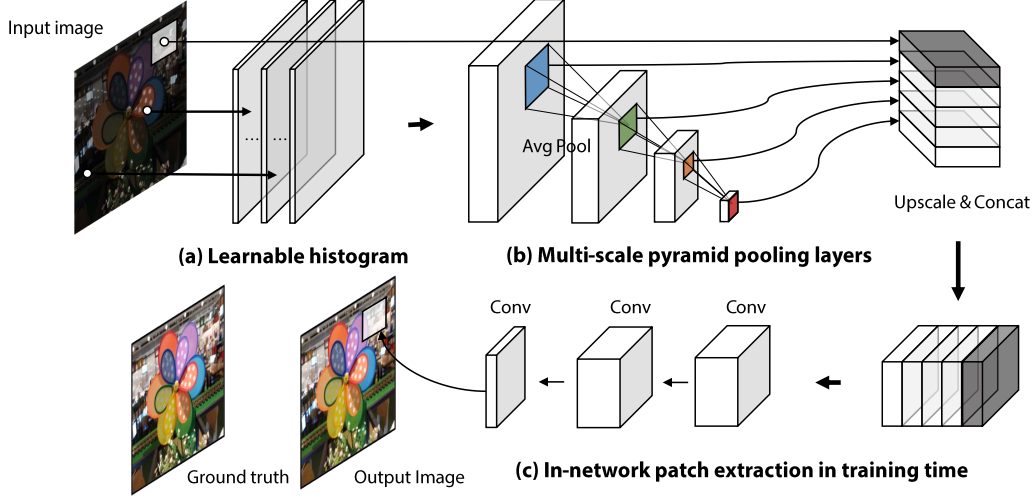 Input image
... ...
Avg Pool
Upscale & Concat
(a) Learnable histogram
(b) Multi-scale pyramid pooling layers
Conv
Conv
Conv
Ground truth
Output Image
(c) In-network patch extraction in training time